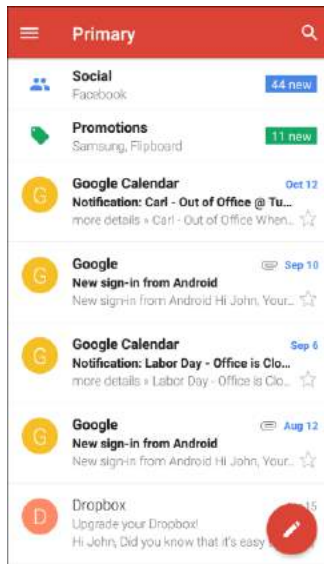 Primary
Social
44 new
Facebook
Promotions
11 new
Samsung, Flipboard
G
Google Calendar
Oct 12
Notification: Carl - Out of Office @ Tu...
more details » Carl - Out of Office When...
G
Google
Sep 10
New sign-in from Android
New sign-in from Android Hi John, Your...
G
Google Calendar
Sep 6
Notification: Labor Day - Office is Clo...
more details » Labor Day - Office is Clo...
G
Google
Aug 12
New sign-in from Android
New sign-in from Android Hi John, Your...
D
Dropbox
15
Upgrade your Dropbox!
Hi John, Did you know that it's easy